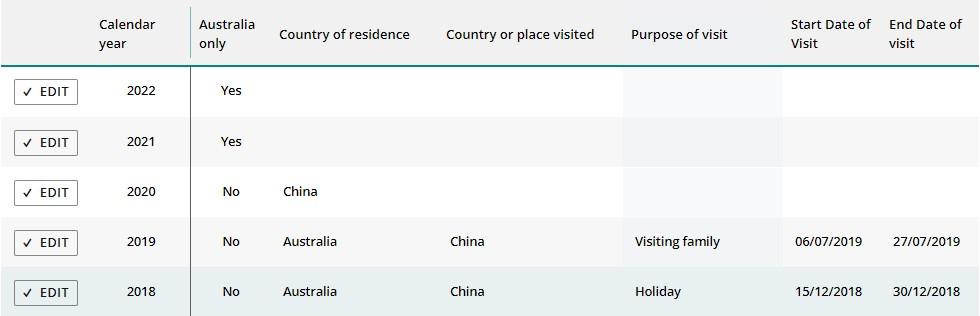 Calendar year Australia only Country of residence Country or place visited Purpose of visit Start Date of Visit End Date of visit
✓ EDIT 2022 Yes
✓ EDIT 2021 Yes
✓ EDIT 2020 No China
✓ EDIT 2019 No Australia China Visiting family 06/07/2019 27/07/2019
✓ EDIT 2018 No Australia China Holiday 15/12/2018 30/12/2018